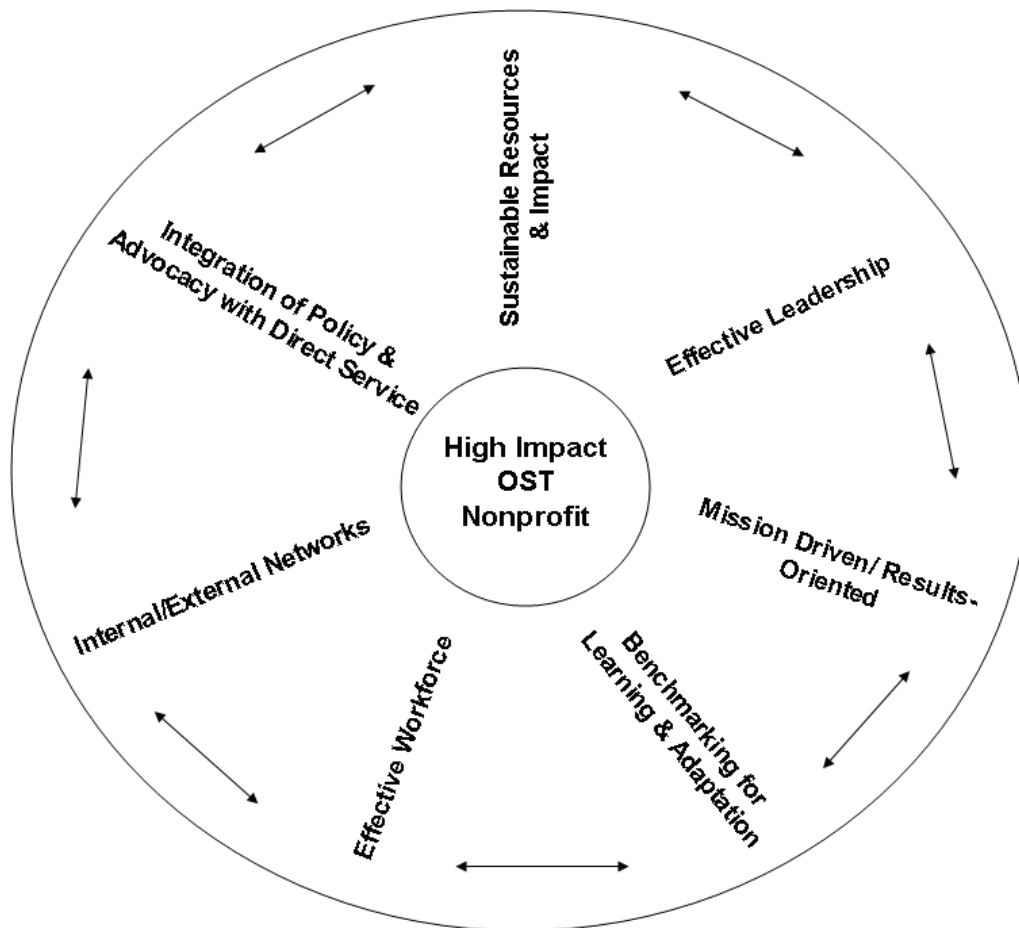 Sustainable Resources
& Impact
Effective Leadership
Mission Driven/ Results-
Oriented
Benchmarking for
Learning & Adaptation
Effective Workforce
Internal/External Networks
Integration of Policy &
Advocacy with Direct Service
High Impact
OST
Nonprofit